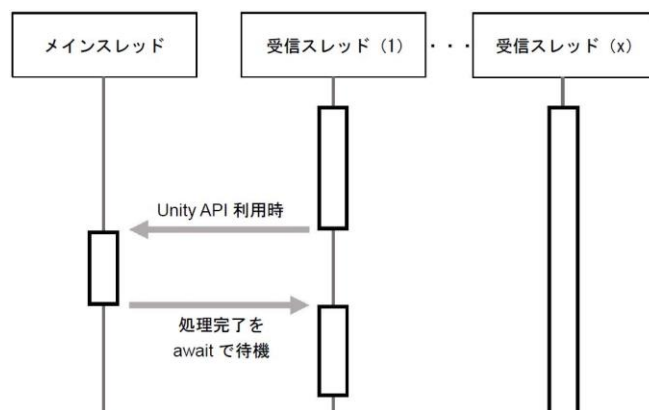 メインスレッド
受信スレッド（1）
・・・
受信スレッド（x）
Unity API 利用時
処理完了を
await で待機